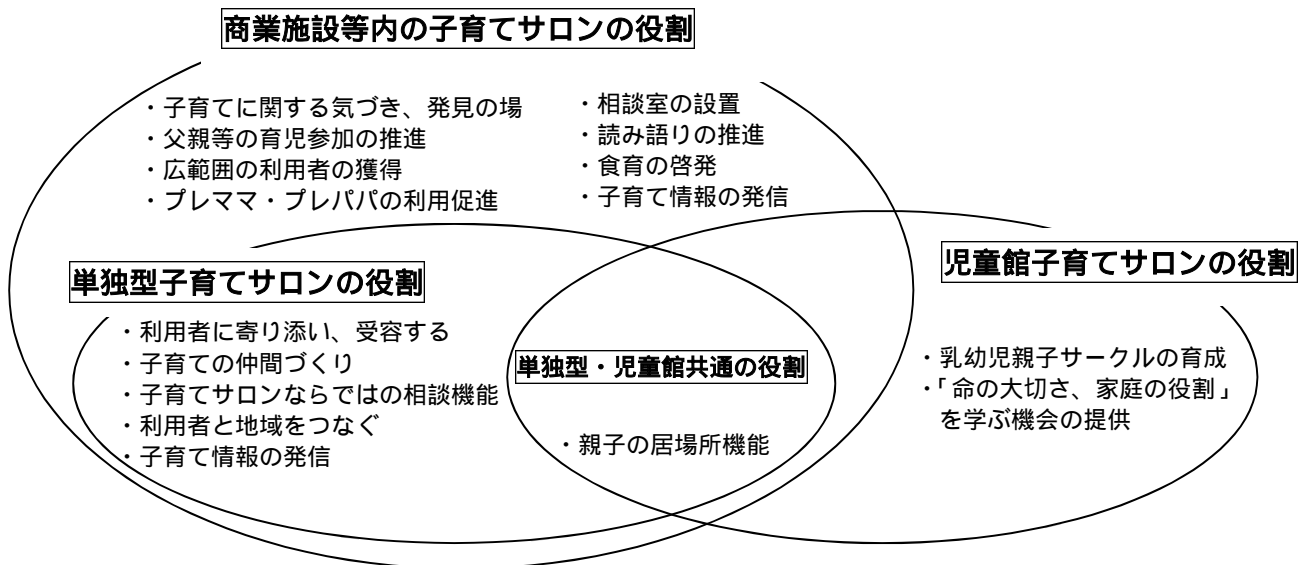 商業施設等内の子育てサロンの役割
・子育てに関する気づき、発見の場
・父親等の育児参加の推進
・広範囲の利用者の獲得
・プレママ・プレパパの利用促進
・相談室の設置
・読み語りの推進
・食育の啓発
・子育て情報の発信
単独型子育てサロンの役割
・利用者に寄り添い、受容する
・子育ての仲間づくり
・子育てサロンならではの相談機能
・利用者と地域をつなぐ
・子育て情報の発信
単独型・児童館共通の役割
・親子の居場所機能
児童館子育てサロンの役割
・乳幼児親子サークルの育成
・「命の大切さ、家庭の役割」
を学ぶ機会の提供